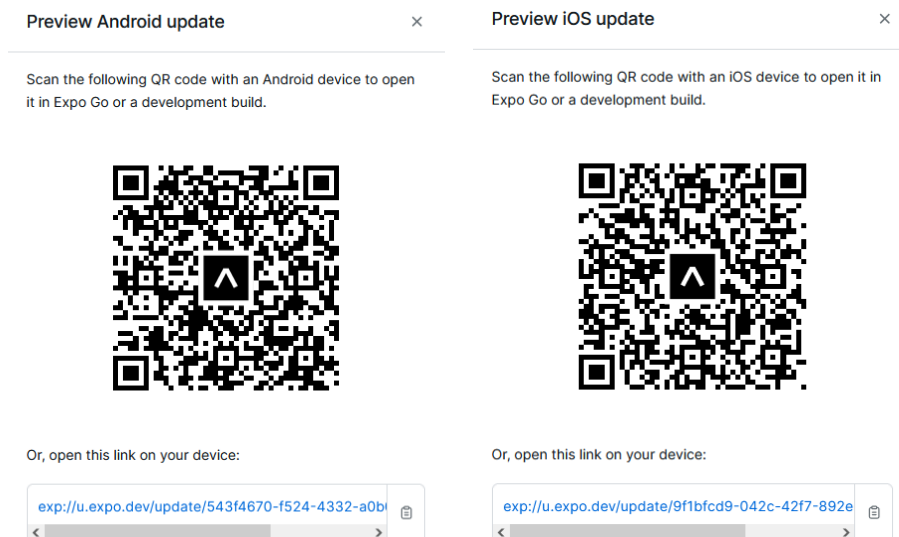 Preview Android update
Scan the following QR code with an Android device to open
it in Expo Go or a development build.
Or, open this link on your device:
exp://u.expo.dev/update/543f4670-f524-4332-a0b
Preview iOS update
Scan the following QR code with an iOS device to open it in
Expo Go or a development build.
Or, open this link on your device:
exp://u.expo.dev/update/9f1bfcd9-042c-42f7-892e